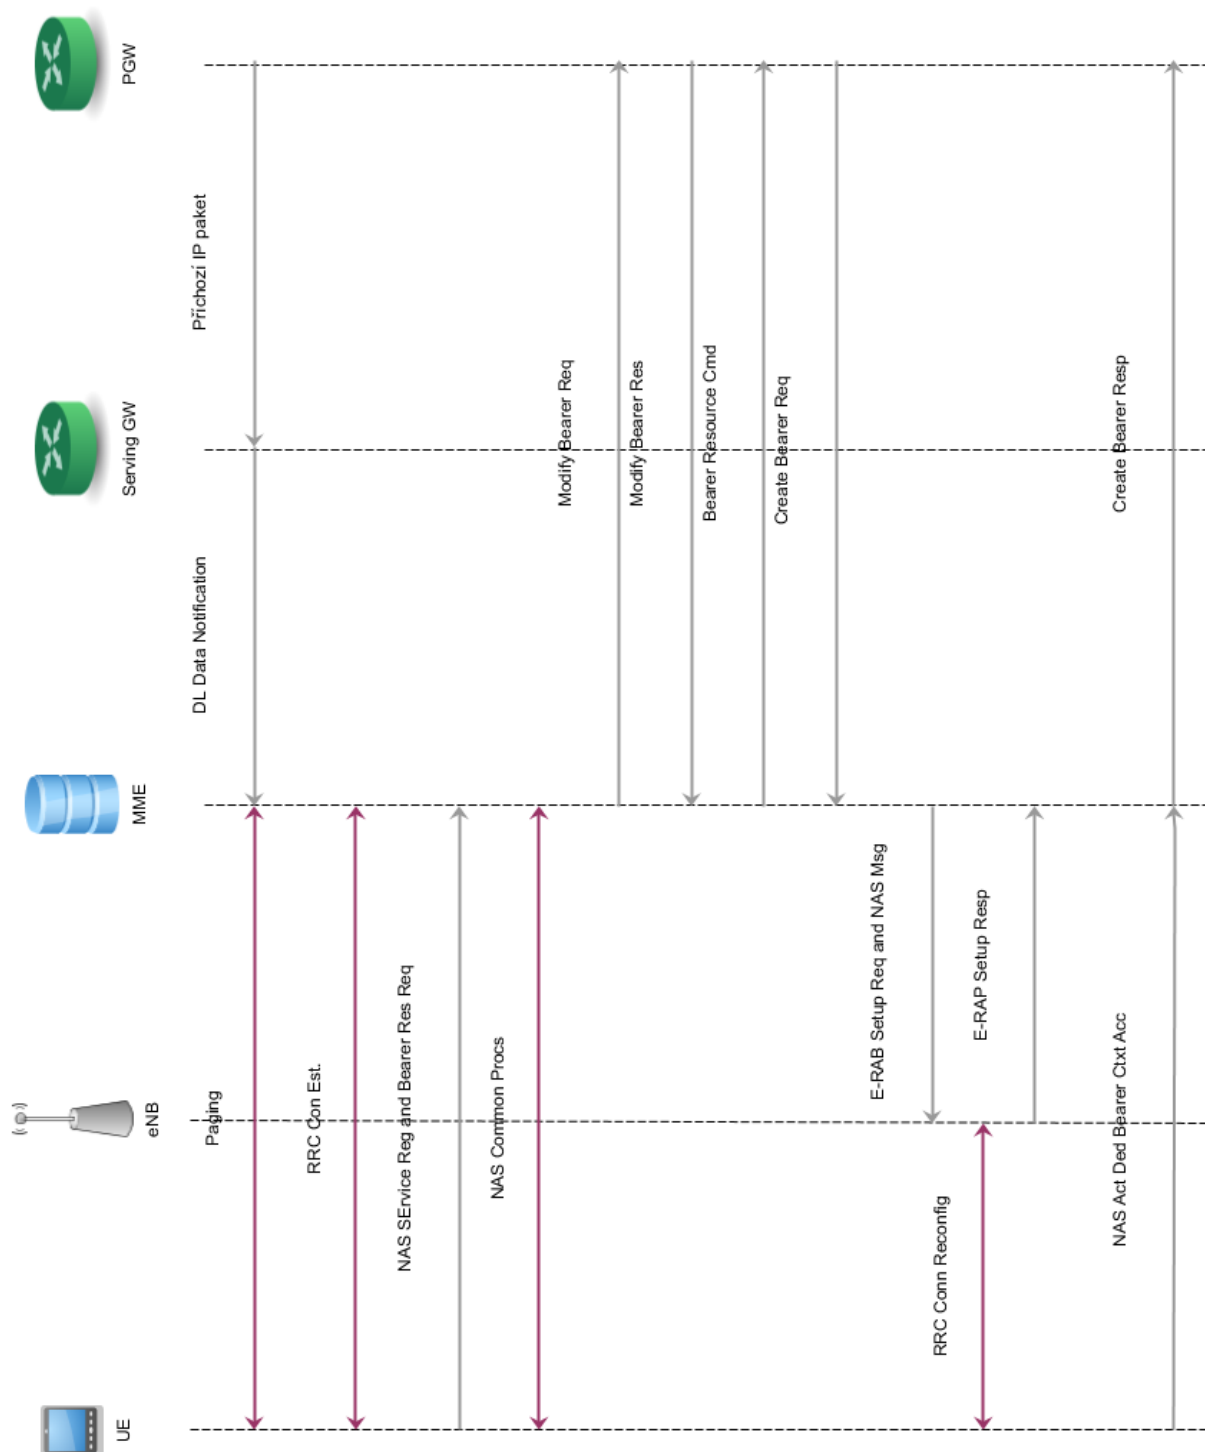 UE
eNB
MME
Serving GW
PGW
Paging
DL Data Notification
Příchozí IP paket
RRC Con Est.
NAS SErvice Reg and Bearer Res Req
NAS Common Procs
Modify Bearer Req
Modify Bearer Res
Bearer Resource Cmd
Create Bearer Req
E-RAB Setup Req and NAS Msg
RRC Conn Reconfig
E-RAP Setup Resp
NAS Act Ded Bearer Ctxt Acc
Create Bearer Resp